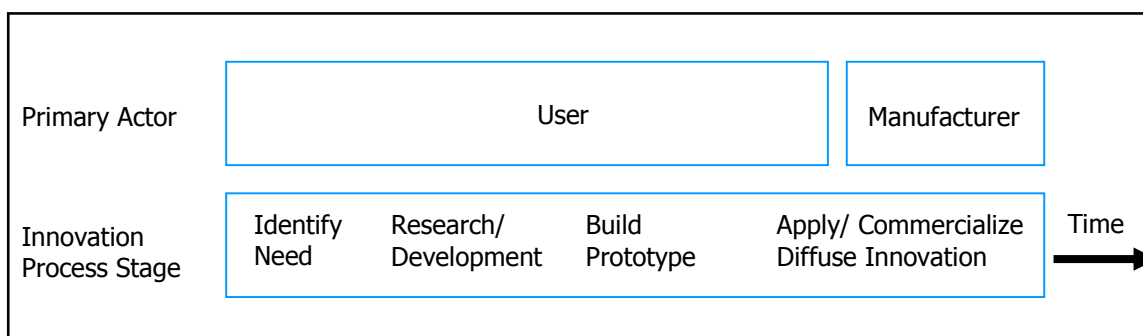 Primary Actor
User
Manufacturer
Innovation
Process Stage
Identify
Need
Research/
Development
Build
Prototype
Apply/ Commercialize
Diffuse Innovation
Time